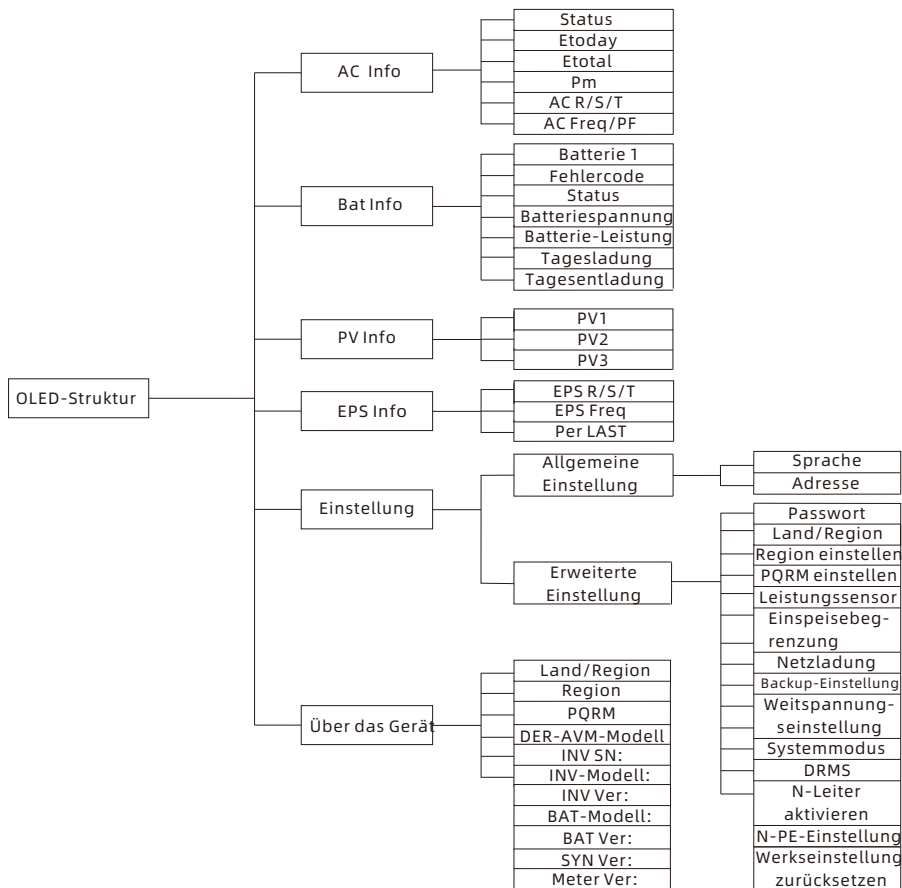 OLED-Struktur
AC Info
Status
Etoday
Etotal
Pm
AC R/S/T
AC Freq/PF
Bat Info
Batterie 1
Fehlercode
Status
Batteriespannung
Batterie-Leistung
Tagesladung
Tagesentladung
PV Info
PV1
PV2
PV3
EPS Info
EPS R/S/T
EPS Freq
Per LAST
Einstellung
Allgemeine
Einstellung
Sprache
Adresse
Erweiterte
Einstellung
Passwort
Land/Region
Region einstellen
PQRM einstellen
Leistungssensor
Einspeisebeg-
renzung
Netzladung
Backup-Einstellung
Weitspannung-
seinstellung
Systemmodus
DRMS
N-Leiter
aktivieren
N-PE-Einstellung
Werkseinstellung
zurücksetzen
Über das Gerät
Land/Region
Region
PQRM
DER-AVM-Modell
INV SN:
INV-Modell:
INV Ver:
BAT-Modell:
BAT Ver:
SYN Ver:
Meter Ver: